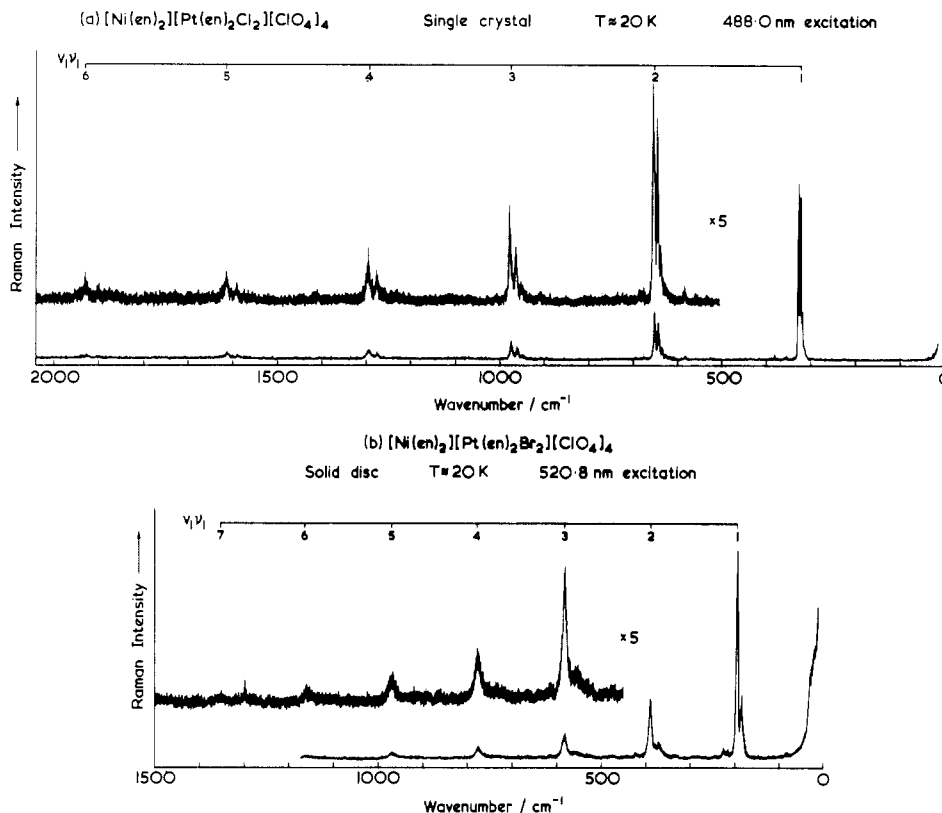 (a) [Ni(en)₂][Pt(en)₂Cl₂][ClO₄]₄ Single crystal T≈20 K 488·0 nm excitation
v₁ν₁
6 5 4 3 2 1
Raman Intensity
×5
2000 1500 1000 500 0
Wavenumber / cm⁻¹
(b) [Ni(en)₂][Pt(en)₂Br₂][ClO₄]₄
Solid disc T≈20 K 520·8 nm excitation
v₁ν₁
7 6 5 4 3 2 1
Raman Intensity
×5
1500 1000 500 0
Wavenumber / cm⁻¹